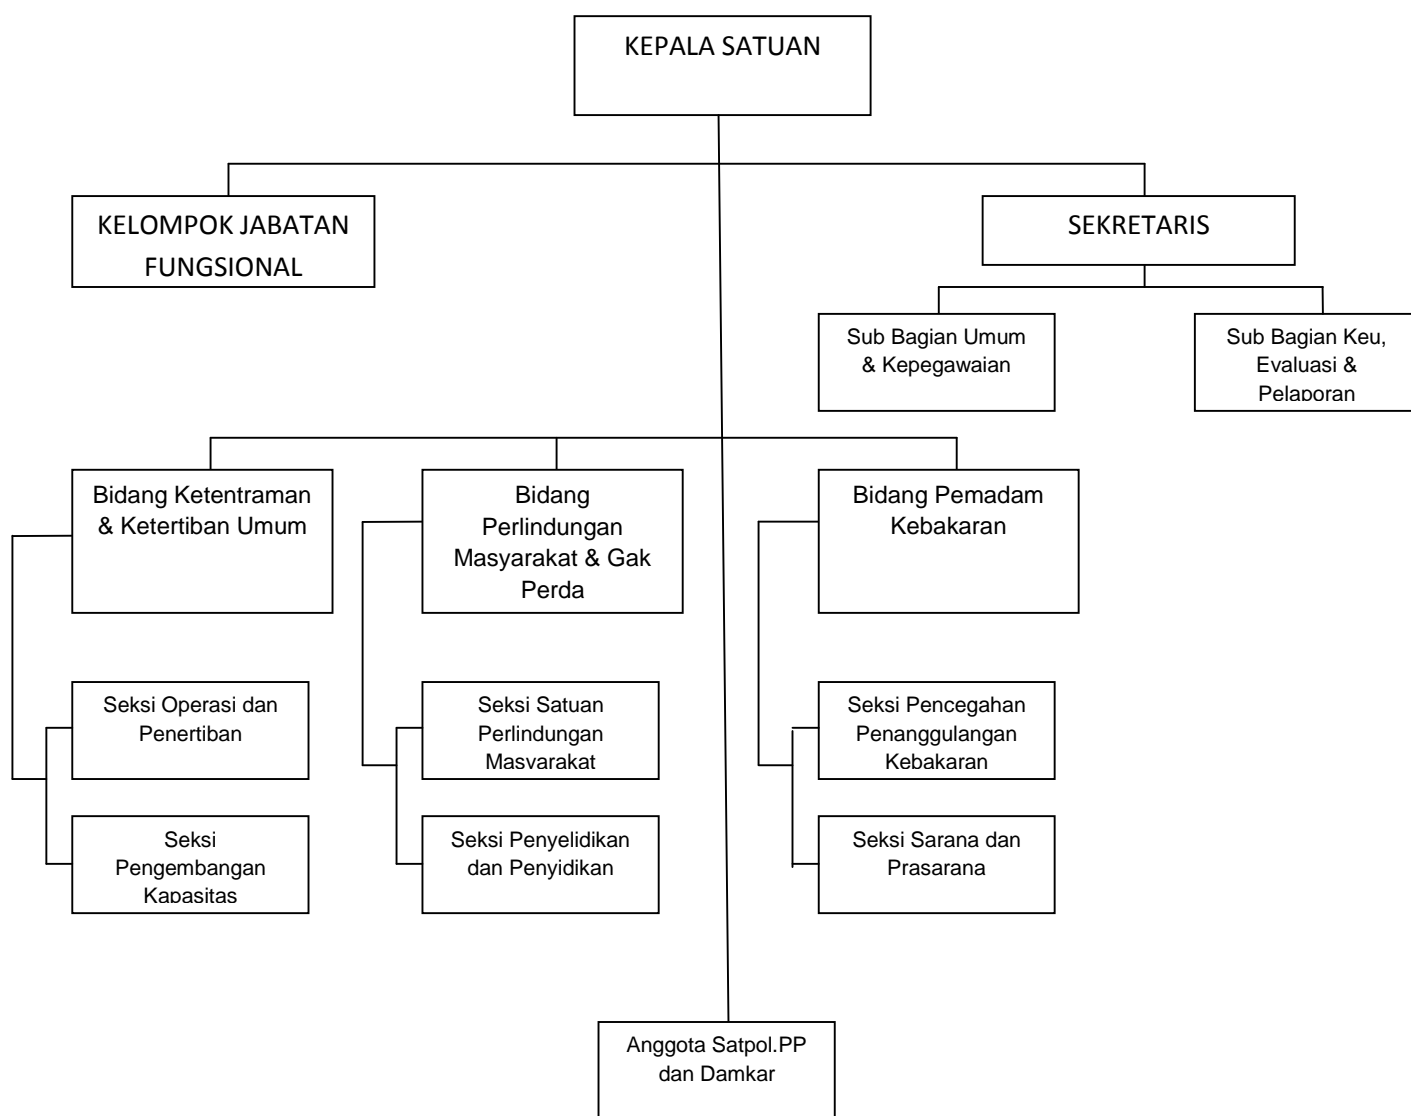 KEPALA SATUAN
KELOMPOK JABATAN
FUNGSIONAL
SEKRETARIS
Sub Bagian Umum
& Kepegawaian
Sub Bagian Keu,
Evaluasi &
Pelaporan
Bidang Ketentraman
& Ketertiban Umum
Bidang
Perlindungan
Masyarakat & Gak
Perda
Bidang Pemadam
Kebakaran
Seksi Operasi dan
Penertiban
Seksi Satuan
Perlindungan
Masyarakat
Seksi Pencegahan
Penanggulangan
Kebakaran
Seksi
Pengembangan
Kapasitas
Seksi Penyelidikan
dan Penyidikan
Seksi Sarana dan
Prasarana
Anggota Satpol.PP
dan Damkar